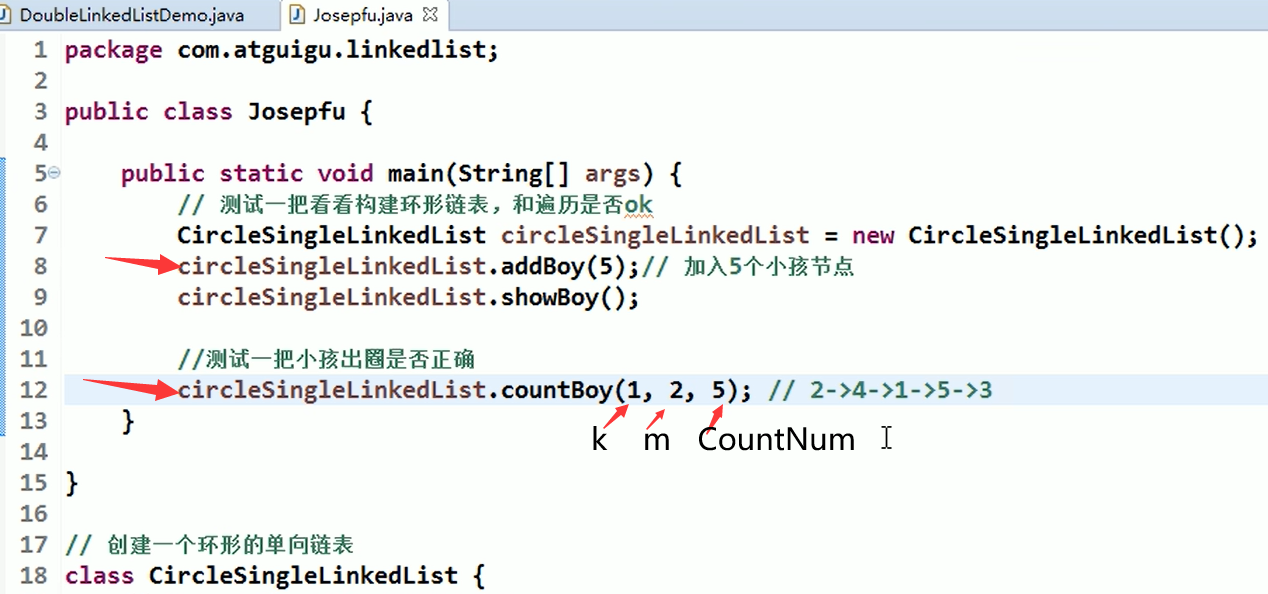 DoubleLinkedListDemo.java Josepfu.java
1 package com.atguigu.linkedlist;
2
3 public class Josepfu {
4
5 public static void main(String[] args) {
6 // 测试一把看看构建环形链表，和遍历是否ok
7 CircleSingleLinkedList circleSingleLinkedList = new CircleSingleLinkedList();
8 circleSingleLinkedList.addBoy(5);// 加入5个小孩节点
9 circleSingleLinkedList.showBoy();
10
11 //测试一把小孩出圈是否正确
12 circleSingleLinkedList.countBoy(1, 2, 5); // 2->4->1->5->3
13 }
k m CountNum
14
15 }
16
17 // 创建一个环形的单向链表
18 class CircleSingleLinkedList {